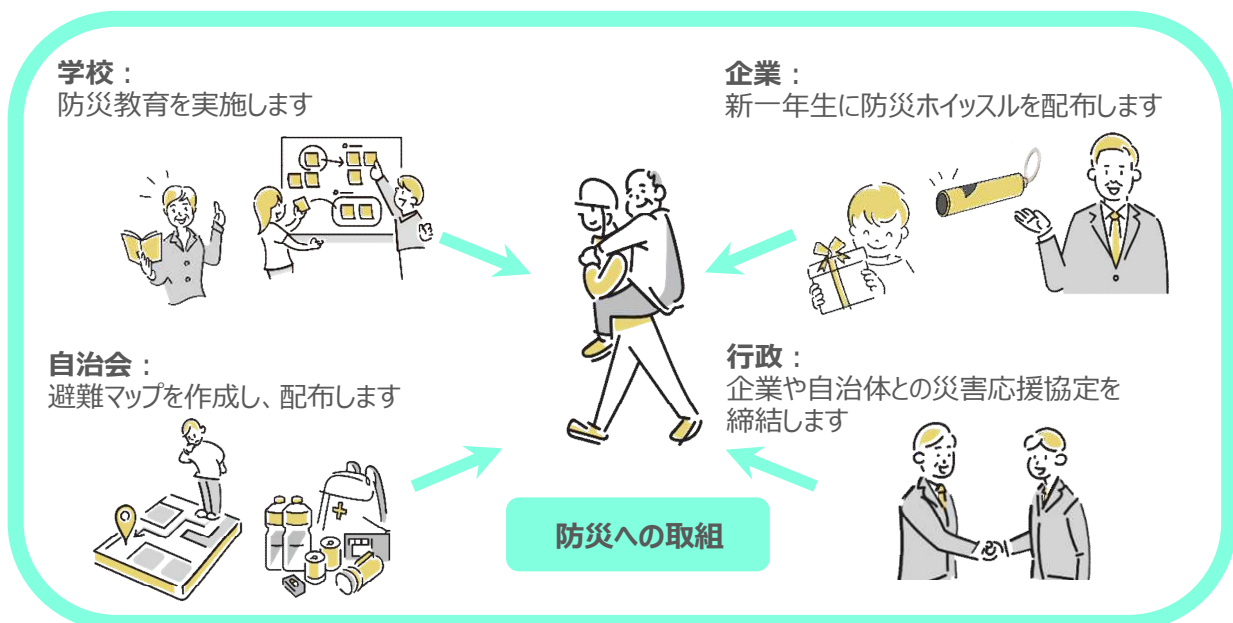 学校：
防災教育を実施します
企業：
新一年生に防災ホイッスルを配布します
自治会：
避難マップを作成し、配布します
行政：
企業や自治体との災害応援協定を
締結します
防災への取組